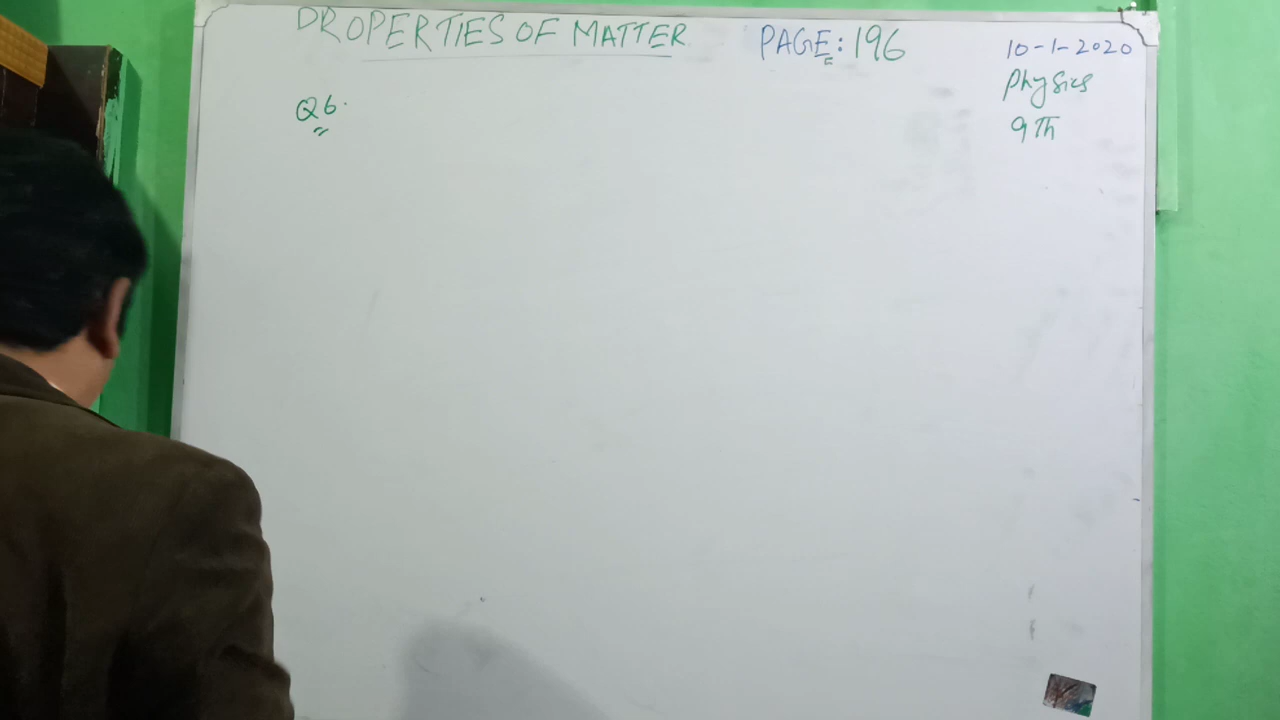 PROPERTIES OF MATTER
PAGE: 196
10-1-2020
Physics
9Th
Q6.